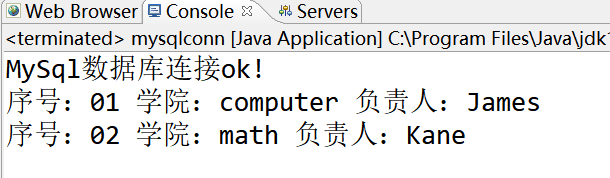 Web Browser Console Servers
<terminated> mysqlconn [Java Application] C:\Program Files\Java\jdk1
MySql数据库连接ok!
序号：01 学院：computer 负责人：James
序号：02 学院：math 负责人：Kane